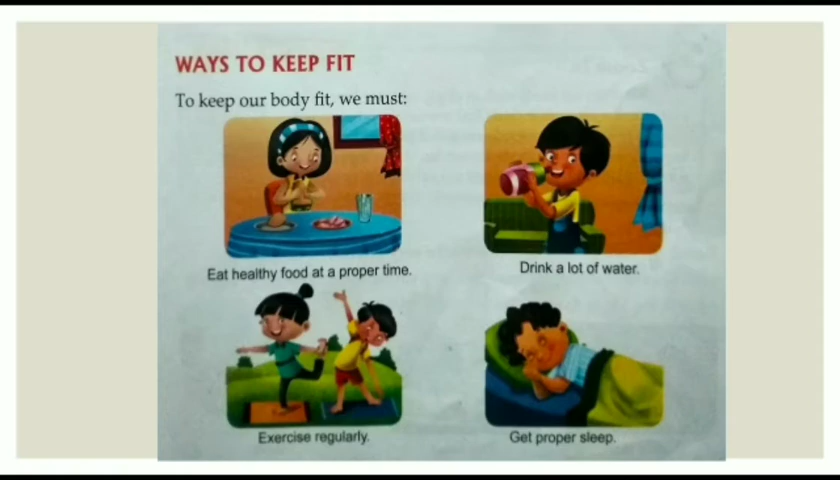 WAYS TO KEEP FIT
To keep our body fit, we must:
Eat healthy food at a proper time.
Drink a lot of water.
Exercise regularly.
Get proper sleep.